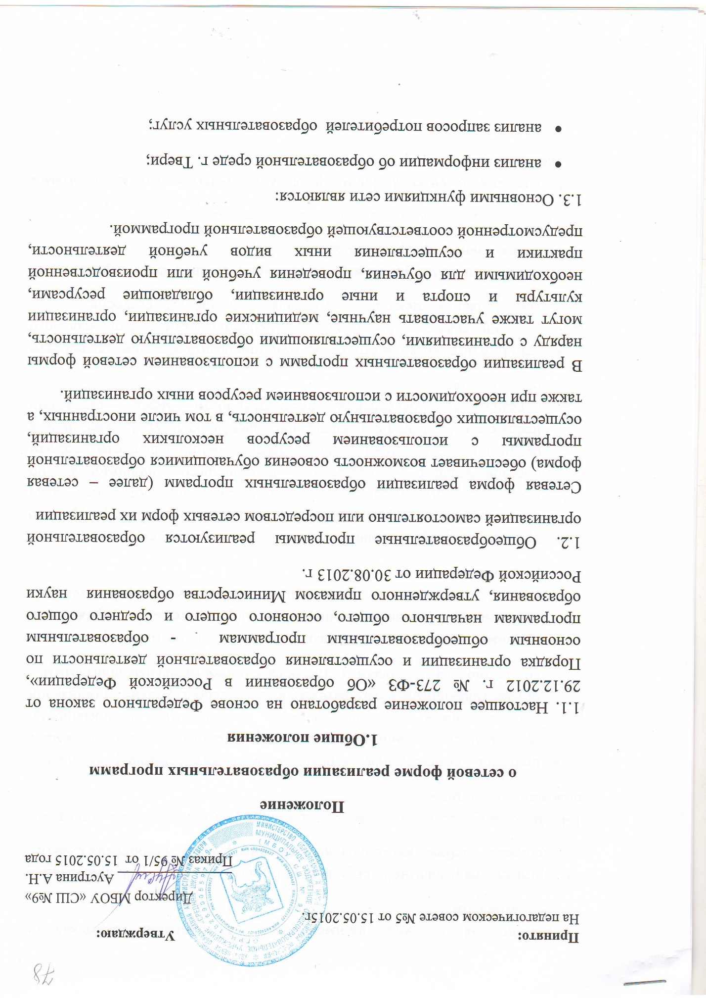 78
Принято: Утверждаю:
На педагогическом совете №5 от 15.05.2015г.
Директор МБОУ «СШ №9»
Аустрина А.Н.
Приказ № 95/1 от 15.05.2015 года
Положение
о сетевой форме реализации образовательных программ
1.Общие положения
1.1. Настоящее положение разработано на основе Федерального закона от
29.12.2012 г. № 273-ФЗ «Об образовании в Российской Федерации»,
Порядка организации и осуществления образовательной деятельности по
основным общеобразовательным программам - образовательным
программам начального общего, основного общего и среднего общего
образования, утвержденного приказом Министерства образования науки
Российской Федерации от 30.08.2013 г.
1.2. Общеобразовательные программы реализуются образовательной
организацией самостоятельно или посредством сетевых форм их реализации
Сетевая форма реализации образовательных программ (далее – сетевая
форма) обеспечивает возможность освоения обучающимися образовательной
программы с использованием ресурсов нескольких организаций,
осуществляющих образовательную деятельность, в том числе иностранных, а
также при необходимости с использованием ресурсов иных организаций.
В реализации образовательных программ с использованием сетевой формы
наряду с организациями, осуществляющими образовательную деятельность,
могут также участвовать научные, медицинские организации, организации
культуры и спорта и иные организации, обладающие ресурсами,
необходимыми для обучения, проведения учебной или производственной
практики и осуществления иных видов учебной деятельности,
предусмотренной соответствующей образовательной программой.
1.3. Основными функциями сети являются:
• анализ информации об образовательной среде г. Твери;
• анализ запросов потребителей образовательных услуг;